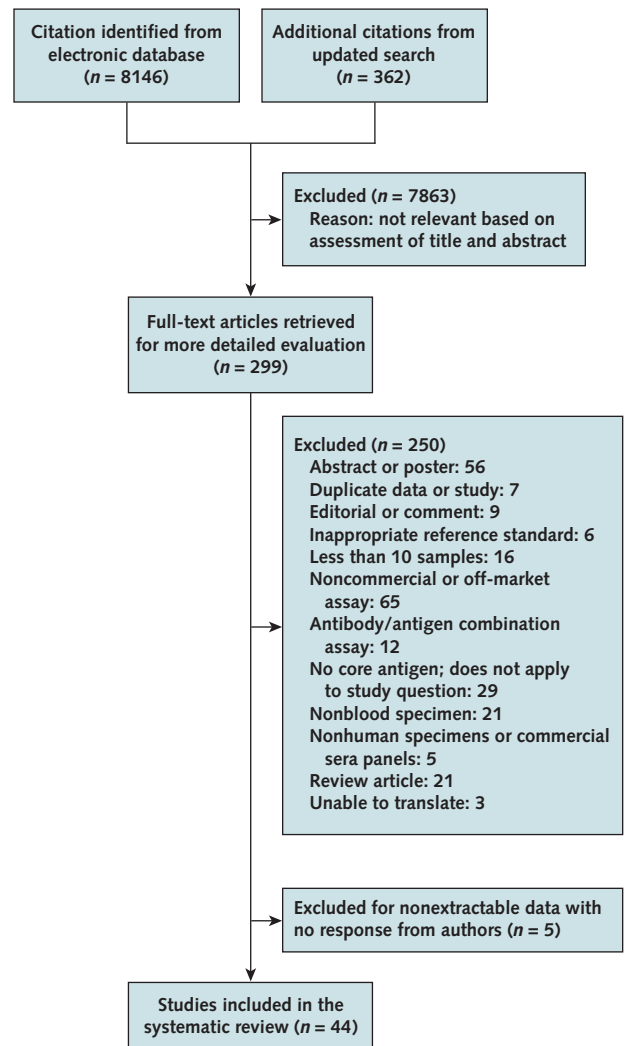 Citation identified from
electronic database
(n = 8146)
Additional citations from
updated search
(n = 362)
Excluded (n = 7863)
Reason: not relevant based on
assessment of title and abstract
Full-text articles retrieved
for more detailed evaluation
(n = 299)
Excluded (n = 250)
Abstract or poster: 56
Duplicate data or study: 7
Editorial or comment: 9
Inappropriate reference standard: 6
Less than 10 samples: 16
Noncommercial or off-market
assay: 65
Antibody/antigen combination
assay: 12
No core antigen; does not apply
to study question: 29
Nonblood specimen: 21
Nonhuman specimens or commercial
sera panels: 5
Review article: 21
Unable to translate: 3
Excluded for nonextractable data with
no response from authors (n = 5)
Studies included in the
systematic review (n = 44)